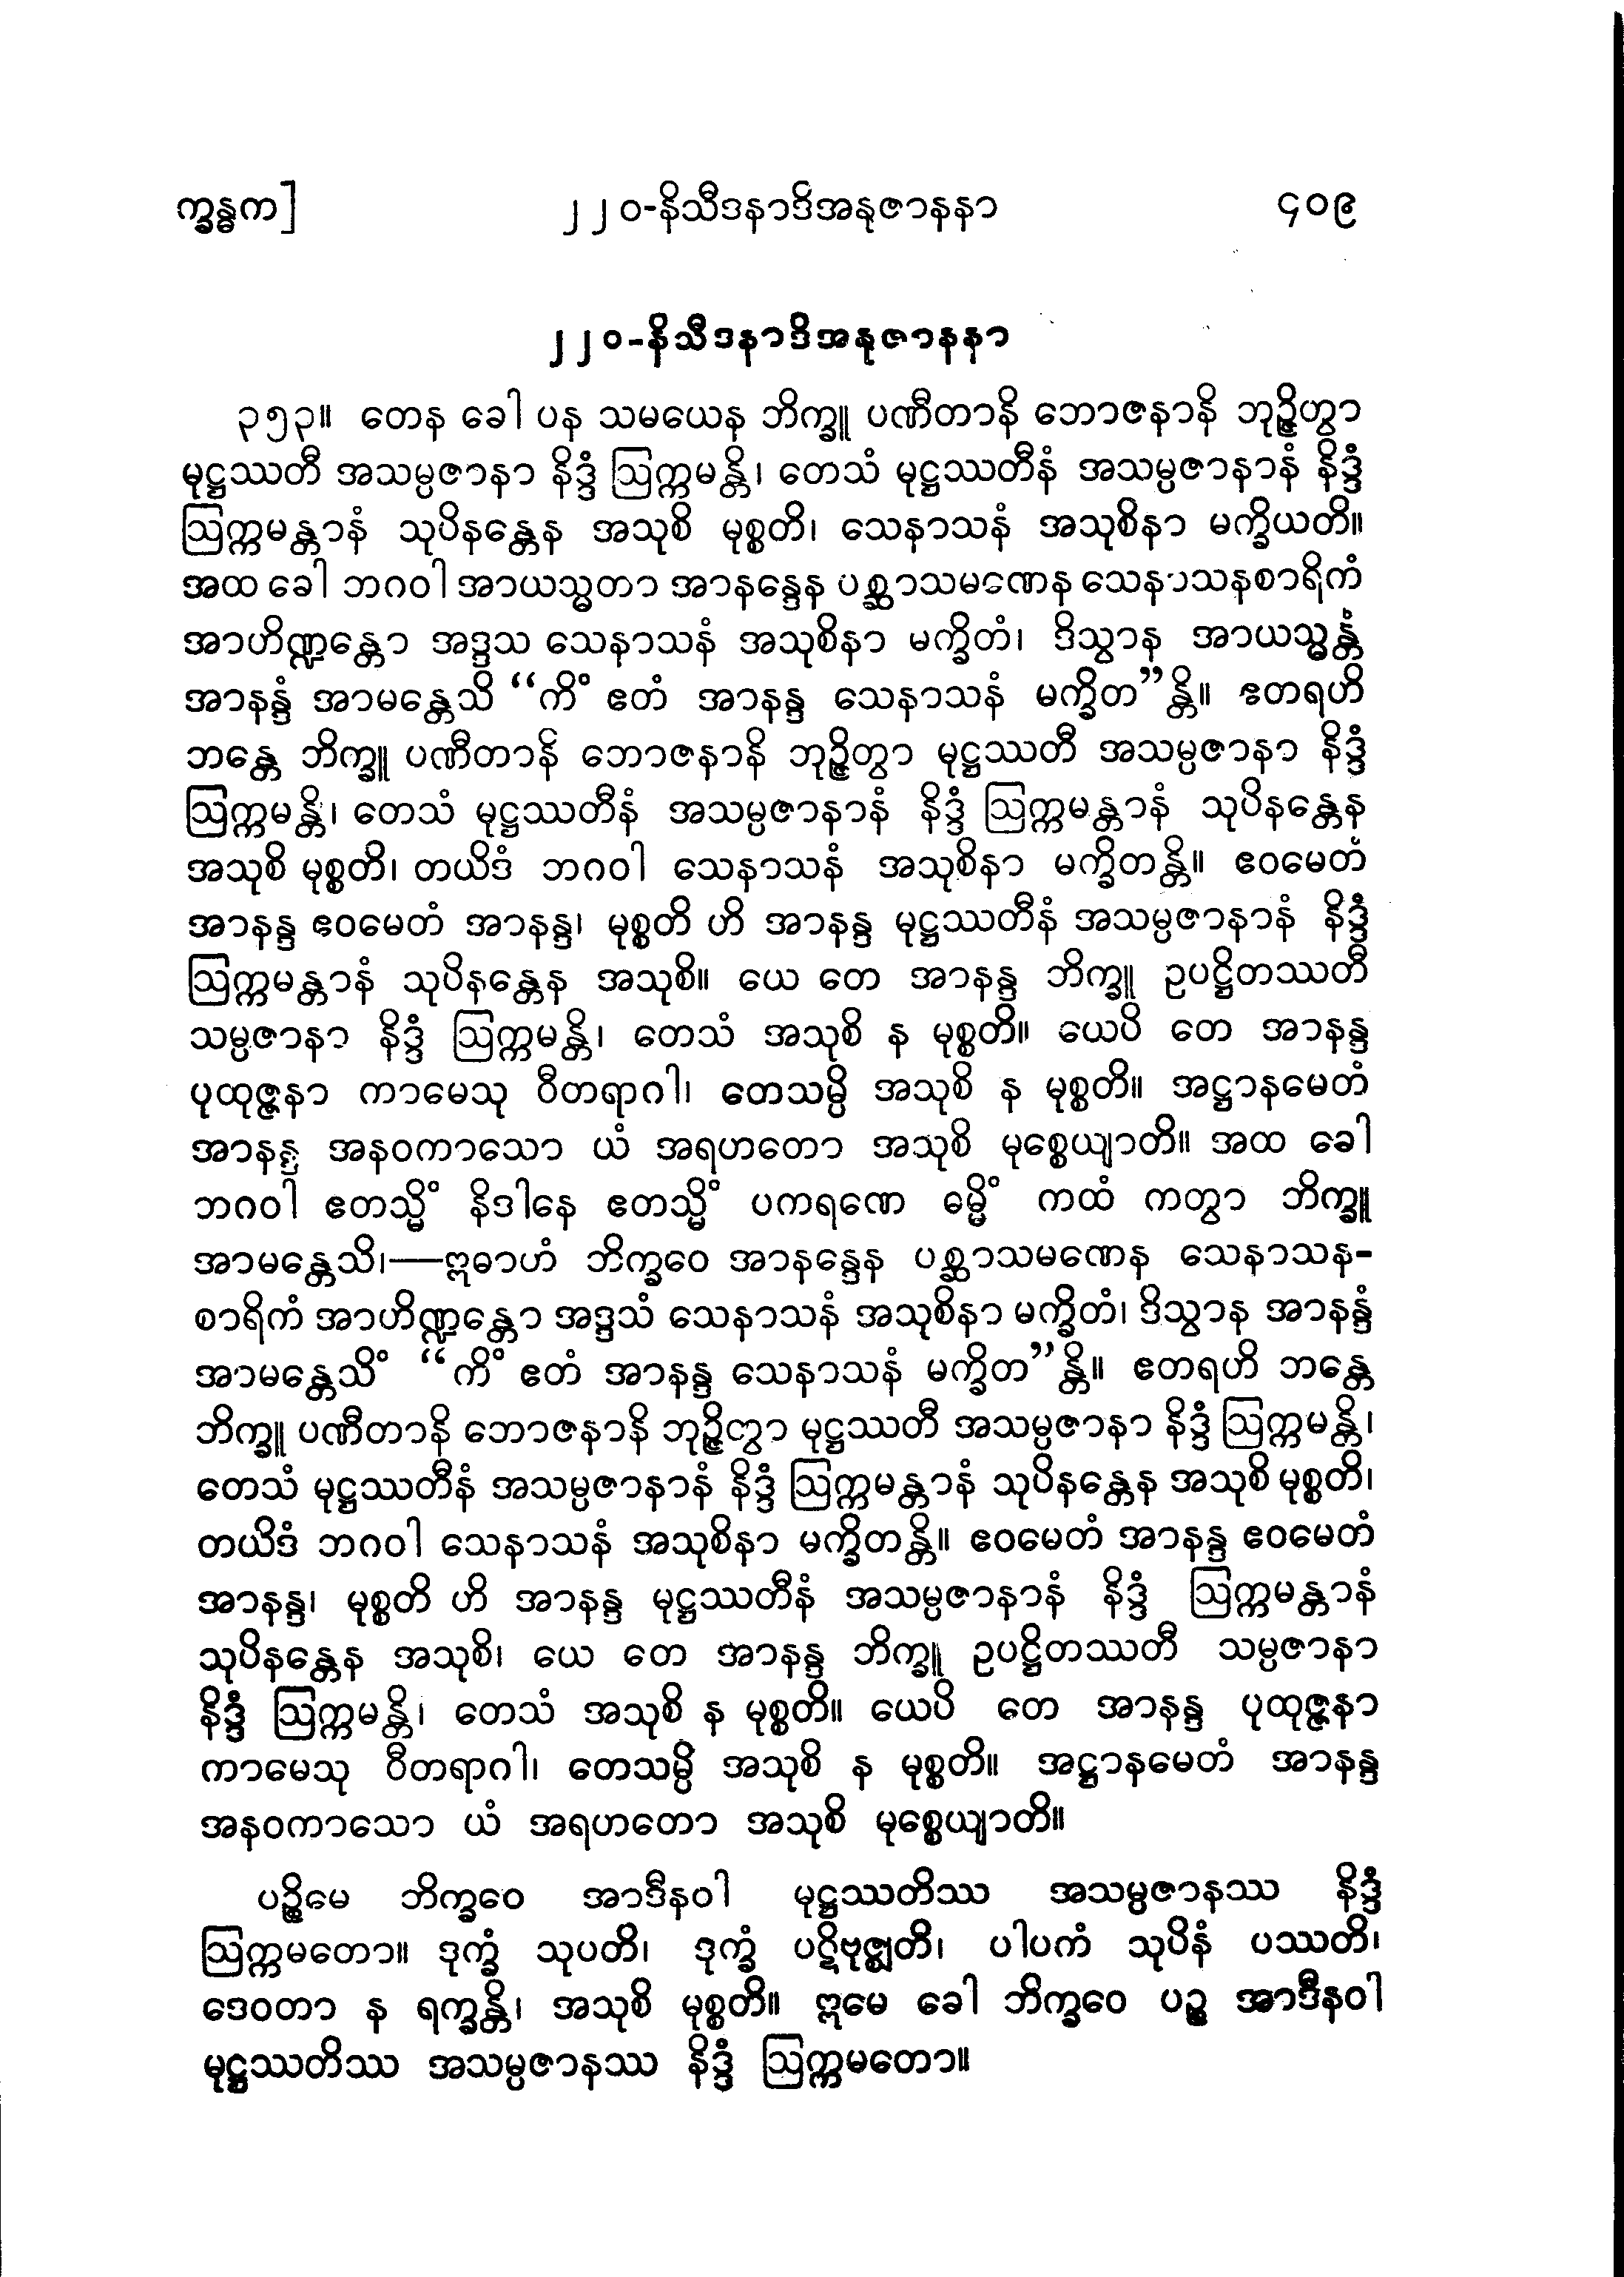 က္ခန္ဓက]
၂၂၀-နိသီဒနာဒိအနုဇာနနာ
၄၀၉
၂၂၀-နိသီဒနာဒိအနုဇာနနာ
၃၅၃။ တေန ခေါ ပန သမယေန ဘိက္ခူ ပဏီတာနိ ဘောဇနာနိ ဘုဉ္ဇိတွာ
မုဋ္ဌဿတီ အသမ္ပဇာနာ နိဒ္ဒံ ဩက္ကမန္တိ၊ တေသံ မုဋ္ဌဿတီနံ အသမ္ပဇာနာနံ နိဒ္ဒံ
ဩက္ကမန္တာနံ သုပိနန္တေန အသုစိ မုစ္စတိ၊ သေနာသနံ အသုစိနာ မက္ခိယတိ။
အထ ခေါ ဘဂဝါ အာယသ္မတာ အာနန္ဒေန ပစ္ဆာသမဏေန သေနာသနစာရိကံ
အာဟိဏ္ဍန္တော အဒ္ဒသ သေနာသနံ အသုစိနာ မက္ခိတံ၊ ဒိသွာန အာယသ္မန္တံ
အာနန္ဒံ အာမန္တေသိ “ကိံ ဧတံ အာနန္ဒ သေနာသနံ မက္ခိတ”န္တိ။ ဧတရဟိ
ဘန္တေ ဘိက္ခူ ပဏီတာနိ ဘောဇနာနိ ဘုဉ္ဇိတွာ မုဋ္ဌဿတီ အသမ္ပဇာနာ နိဒ္ဒံ
ဩက္ကမန္တိ၊ တေသံ မုဋ္ဌဿတီနံ အသမ္ပဇာနာနံ နိဒ္ဒံ ဩက္ကမန္တာနံ သုပိနန္တေန
အသုစိ မုစ္စတိ၊ တယိဒံ ဘဂဝါ သေနာသနံ အသုစိနာ မက္ခိတန္တိ။ ဧဝမေတံ
အာနန္ဒ ဧဝမေတံ အာနန္ဒ၊ မုစ္စတိ ဟိ အာနန္ဒ မုဋ္ဌဿတီနံ အသမ္ပဇာနာနံ နိဒ္ဒံ
ဩက္ကမန္တာနံ သုပိနန္တေန အသုစိ။ ယေ တေ အာနန္ဒ ဘိက္ခူ ဥပဋ္ဌိတဿတီ
သမ္ပဇာနာ နိဒ္ဒံ ဩက္ကမန္တိ၊ တေသံ အသုစိ န မုစ္စတိ။ ယေပိ တေ အာနန္ဒ
ပုထုဇ္ဇနာ ကာမေသု ဝီတရာဂါ၊ တေသမ္ပိ အသုစိ န မုစ္စတိ။ အဋ္ဌာနမေတံ
အာနန္ဒ အနဝကာသော ယံ အရဟတော အသုစိ မုစ္စေယျာတိ။ အထ ခေါ
ဘဂဝါ ဧတသ္မိံ နိဒါနေ ဧတသ္မိံ ပကရဏေ ဓမ္မိံ ကထံ ကတွာ ဘိက္ခူ
အာမန္တေသိ၊—ဣဓာဟံ ဘိက္ခဝေ အာနန္ဒေန ပစ္ဆာသမဏေန သေနာသန-
စာရိကံ အာဟိဏ္ဍန္တော အဒ္ဒသံ သေနာသနံ အသုစိနာ မက္ခိတံ၊ ဒိသွာန အာနန္ဒံ
အာမန္တေသိံ “ကိံ ဧတံ အာနန္ဒ သေနာသနံ မက္ခိတ”န္တိ။ ဧတရဟိ ဘန္တေ
ဘိက္ခူ ပဏီတာနိ ဘောဇနာနိ ဘုဉ္ဇိတွာ မုဋ္ဌဿတီ အသမ္ပဇာနာ နိဒ္ဒံ ဩက္ကမန္တိ၊
တေသံ မုဋ္ဌဿတီနံ အသမ္ပဇာနာနံ နိဒ္ဒံ ဩက္ကမန္တာနံ သုပိနန္တေန အသုစိ မုစ္စတိ၊
တယိဒံ ဘဂဝါ သေနာသနံ အသုစိနာ မက္ခိတန္တိ။ ဧဝမေတံ အာနန္ဒ ဧဝမေတံ
အာနန္ဒ၊ မုစ္စတိ ဟိ အာနန္ဒ မုဋ္ဌဿတီနံ အသမ္ပဇာနာနံ နိဒ္ဒံ ဩက္ကမန္တာနံ
သုပိနန္တေန အသုစိ၊ ယေ တေ အာနန္ဒ ဘိက္ခူ ဥပဋ္ဌိတဿတီ သမ္ပဇာနာ
နိဒ္ဒံ ဩက္ကမန္တိ၊ တေသံ အသုစိ န မုစ္စတိ။ ယေပိ တေ အာနန္ဒ ပုထုဇ္ဇနာ
ကာမေသု ဝီတရာဂါ၊ တေသမ္ပိ အသုစိ န မုစ္စတိ။ အဋ္ဌာနမေတံ အာနန္ဒ
အနဝကာသော ယံ အရဟတော အသုစိ မုစ္စေယျာတိ။
ပဉ္စိမေ ဘိက္ခဝေ အာဒီနဝါ မုဋ္ဌဿတိဿ အသမ္ပဇာနဿ နိဒ္ဒံ
ဩက္ကမတော။ ဒုက္ခံ သုပတိ၊ ဒုက္ခံ ပဋိဗုဇ္ဈတိ၊ ပါပကံ သုပိနံ ပဿတိ၊
ဒေဝတာ န ရက္ခန္တိ၊ အသုစိ မုစ္စတိ။ ဣမေ ခေါ ဘိက္ခဝေ ပဉ္စ အာဒီနဝါ
မုဋ္ဌဿတိဿ အသမ္ပဇာနဿ နိဒ္ဒံ ဩက္ကမတော။